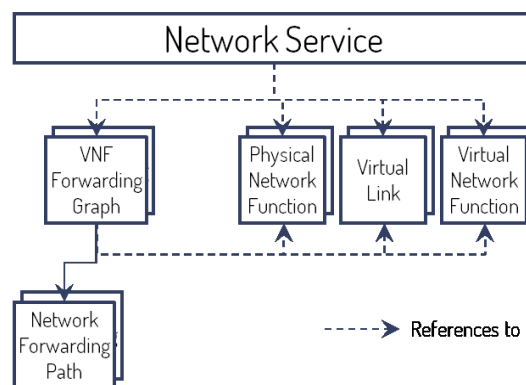 Network Service
VNF
Forwarding
Graph
Physical
Network
Function
Virtual
Link
Virtual
Network
Function
Network
Forwarding
Path
References to